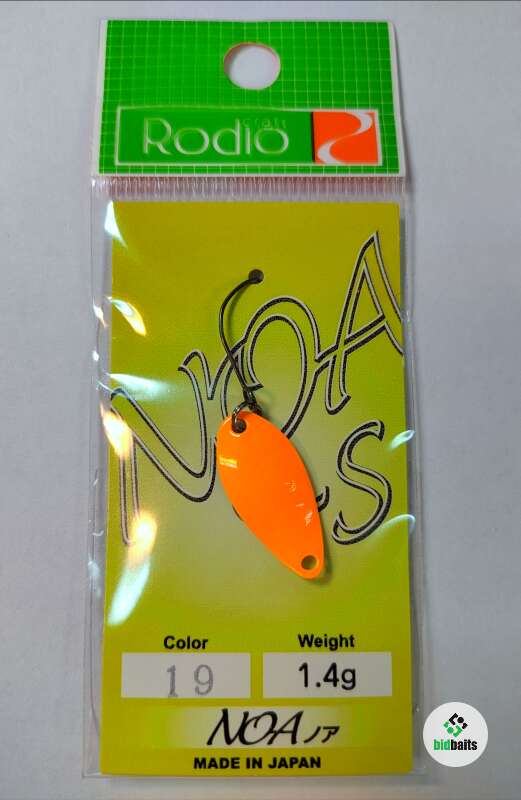 craft
Rodio
NOA
S
Color
Weight
19
1.4g
NOA ノア
MADE IN JAPAN
bidbaits